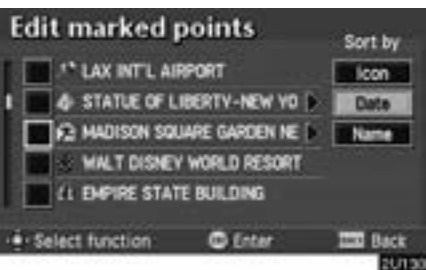 Edit marked points
Sort by
LAX INT'L AIRPORT
Icon
STATUE OF LIBERTY-NEW YO
Date
MADISON SQUARE GARDEN NE
Name
WALT DISNEY WORLD RESORT
EMPIRE STATE BUILDING
Select function
Enter
Back
2U130